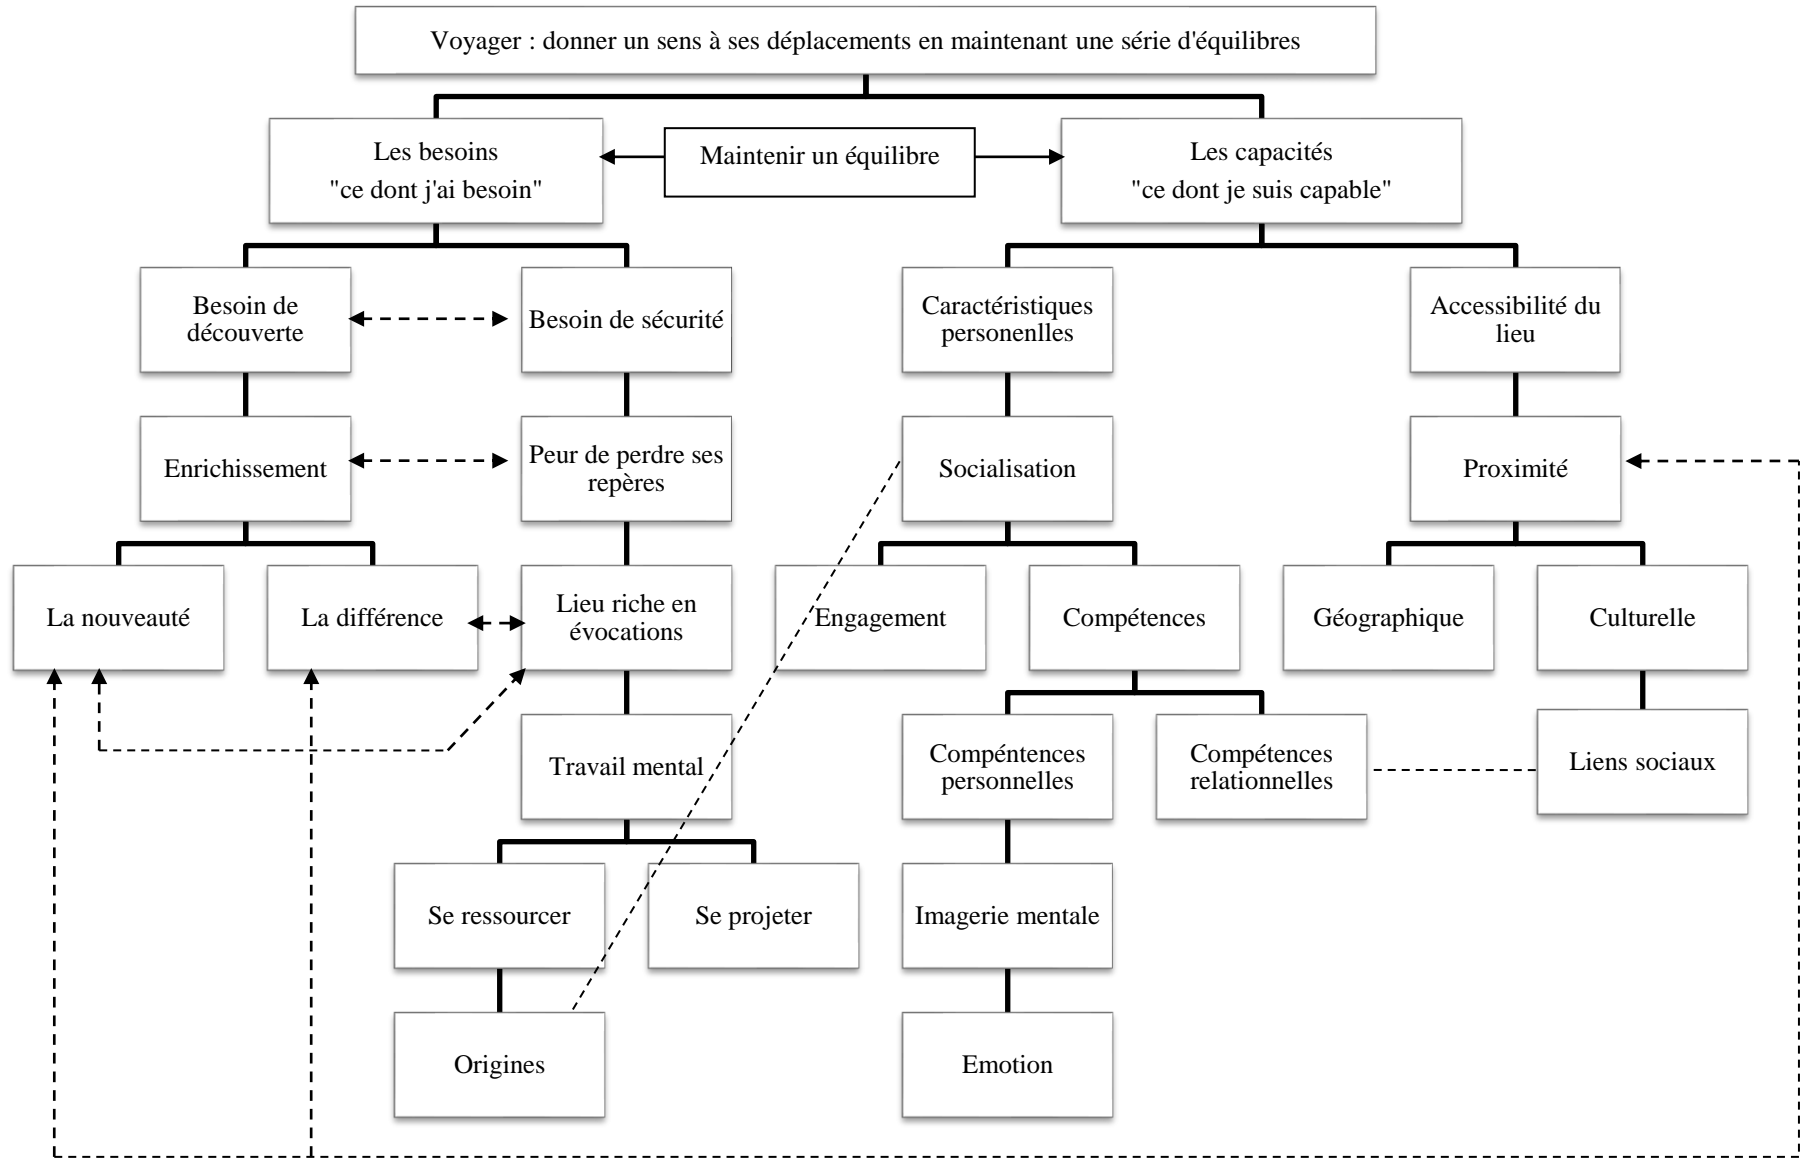 Voyager : donner un sens à ses déplacements en maintenant une série d'équilibres
Les besoins
"ce dont j'ai besoin"
Maintenir un équilibre
Les capacités
"ce dont je suis capable"
Besoin de
découverte
Besoin de sécurité
Caractéristiques
personenlles
Accessibilité du
lieu
Enrichissement
Peur de perdre ses
repères
Socialisation
Proximité
La nouveauté
La différence
Lieu riche en
évocations
Engagement
Compétences
Géographique
Culturelle
Travail mental
Compéntences
personnelles
Compétences
relationnelles
Liens sociaux
Se ressourcer
Se projeter
Imagerie mentale
Origines
Emotion